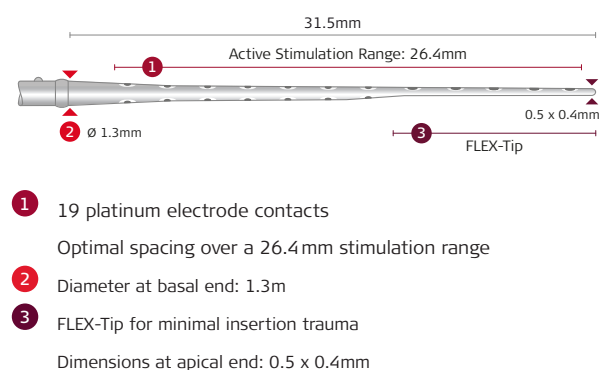 31.5mm
Active Stimulation Range: 26.4mm
1
2 Ø 1.3mm
0.5 x 0.4mm
3
FLEX-Tip
1 19 platinum electrode contacts
Optimal spacing over a 26.4 mm stimulation range
2 Diameter at basal end: 1.3m
3 FLEX-Tip for minimal insertion trauma
Dimensions at apical end: 0.5 x 0.4mm